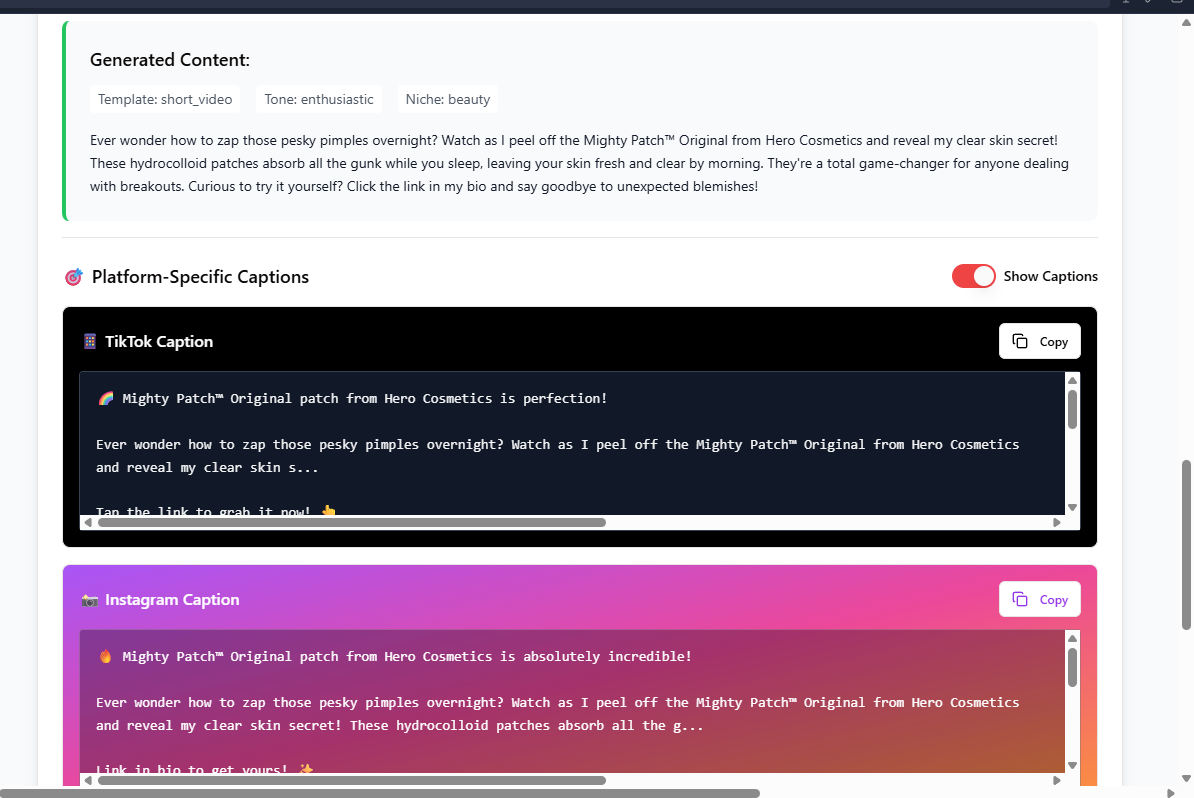 Generated Content:
Template: short_video Tone: enthusiastic Niche: beauty
Ever wonder how to zap those pesky pimples overnight? Watch as I peel off the Mighty Patch™ Original from Hero Cosmetics and reveal my clear skin secret!
These hydrocolloid patches absorb all the gunk while you sleep, leaving your skin fresh and clear by morning. They're a total game-changer for anyone dealing
with breakouts. Curious to try it yourself? Click the link in my bio and say goodbye to unexpected blemishes!
🎯 Platform-Specific Captions
Show Captions
TikTok Caption
Copy
🌈 Mighty Patch™ Original patch from Hero Cosmetics is perfection!
Ever wonder how to zap those pesky pimples overnight? Watch as I peel off the Mighty Patch™ Original from Hero Cosmetics
and reveal my clear skin s...
Tap the link to grab it now! 👆
📸 Instagram Caption
Copy
🔥 Mighty Patch™ Original patch from Hero Cosmetics is absolutely incredible!
Ever wonder how to zap those pesky pimples overnight? Watch as I peel off the Mighty Patch™ Original from Hero Cosmetics
and reveal my clear skin secret! These hydrocolloid patches absorb all the g...
Link in bio to get yours! ✨